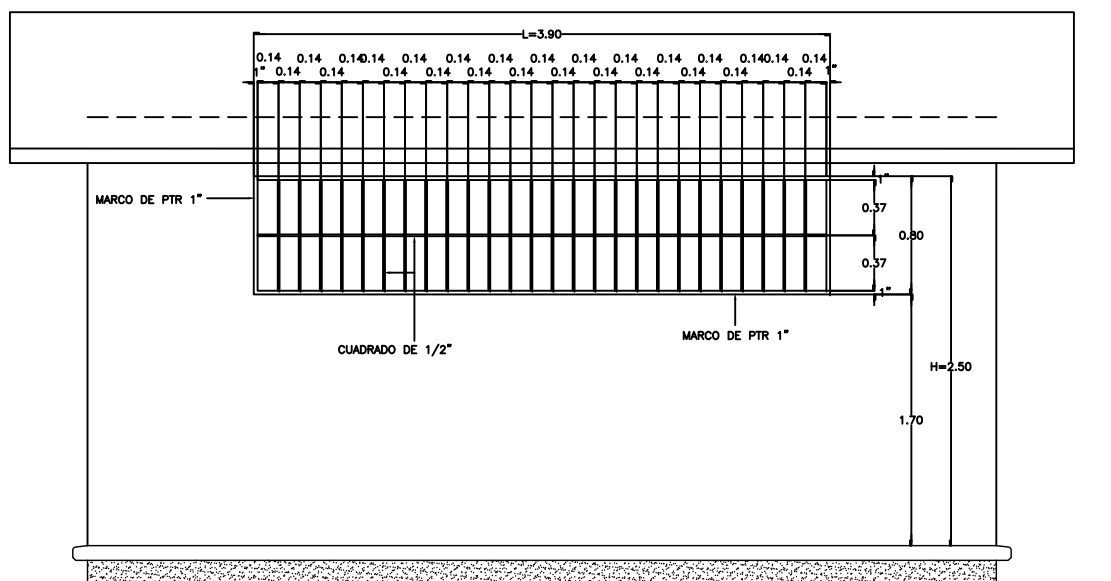 L=3.90
0.14 0.14 0.14 0.14 0.14 0.14 0.14 0.14 0.14 0.14 0.14 0.14 0.14 0.14 0.14
1" 0.14 0.14 0.14 0.14 0.14 0.14 0.14 0.14 0.14 0.14 0.14 0.14 1"
1"
MARCO DE PTR 1"
0.37
0.80
0.37
1"
MARCO DE PTR 1"
CUADRADO DE 1/2"
H=2.50
1.70